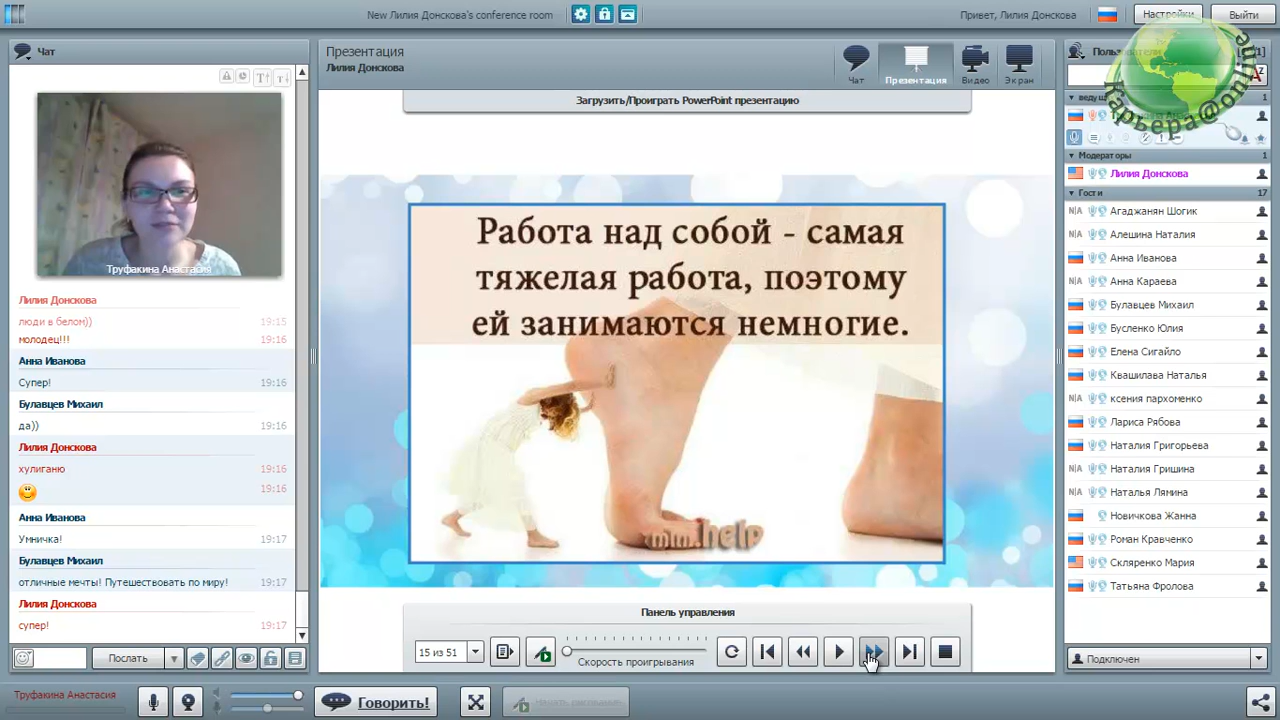 New Лилия Донскова's conference room
Привет, Лилия Донскова
Настройки
Выйти
Чат
Труфакина Анастасия
Лилия Донскова
люди в белом)) 19:15
молодец!!! 19:16
Анна Иванова
Супер! 19:16
Булавцев Михаил
да)) 19:16
Лилия Донскова
хулиганю 19:16
19:16
Анна Иванова
Умничка! 19:17
Булавцев Михаил
отличные мечты! Путешествовать по миру! 19:17
Лилия Донскова
супер! 19:17
Послать
Презентация
Лилия Донскова
Чат
Презентация
Видео
Экран
Загрузить/Проиграть PowerPoint презентацию
Работа над собой - самая
тяжелая работа, поэтому
ей занимаются немногие.
mm.help
Панель управления
15 из 51
Скорость проигрывания
карьера@online
1
Модераторы 1
Лилия Донскова
Гости 17
N/A Агаджанян Шогик
N/A Алешина Наталия
N/A Анна Иванова
N/A Анна Караева
Булавцев Михаил
Бусленко Юлия
Елена Сигайло
Квашилава Наталья
N/A ксения пархоменко
Лариса Рябова
Наталия Григорьева
N/A Наталия Гришина
N/A Наталья Лянина
Новичкова Жанна
Роман Кравченко
Скляренко Мария
Татьяна Фролова
Подключен
Труфакина Анастасия
Говорить!